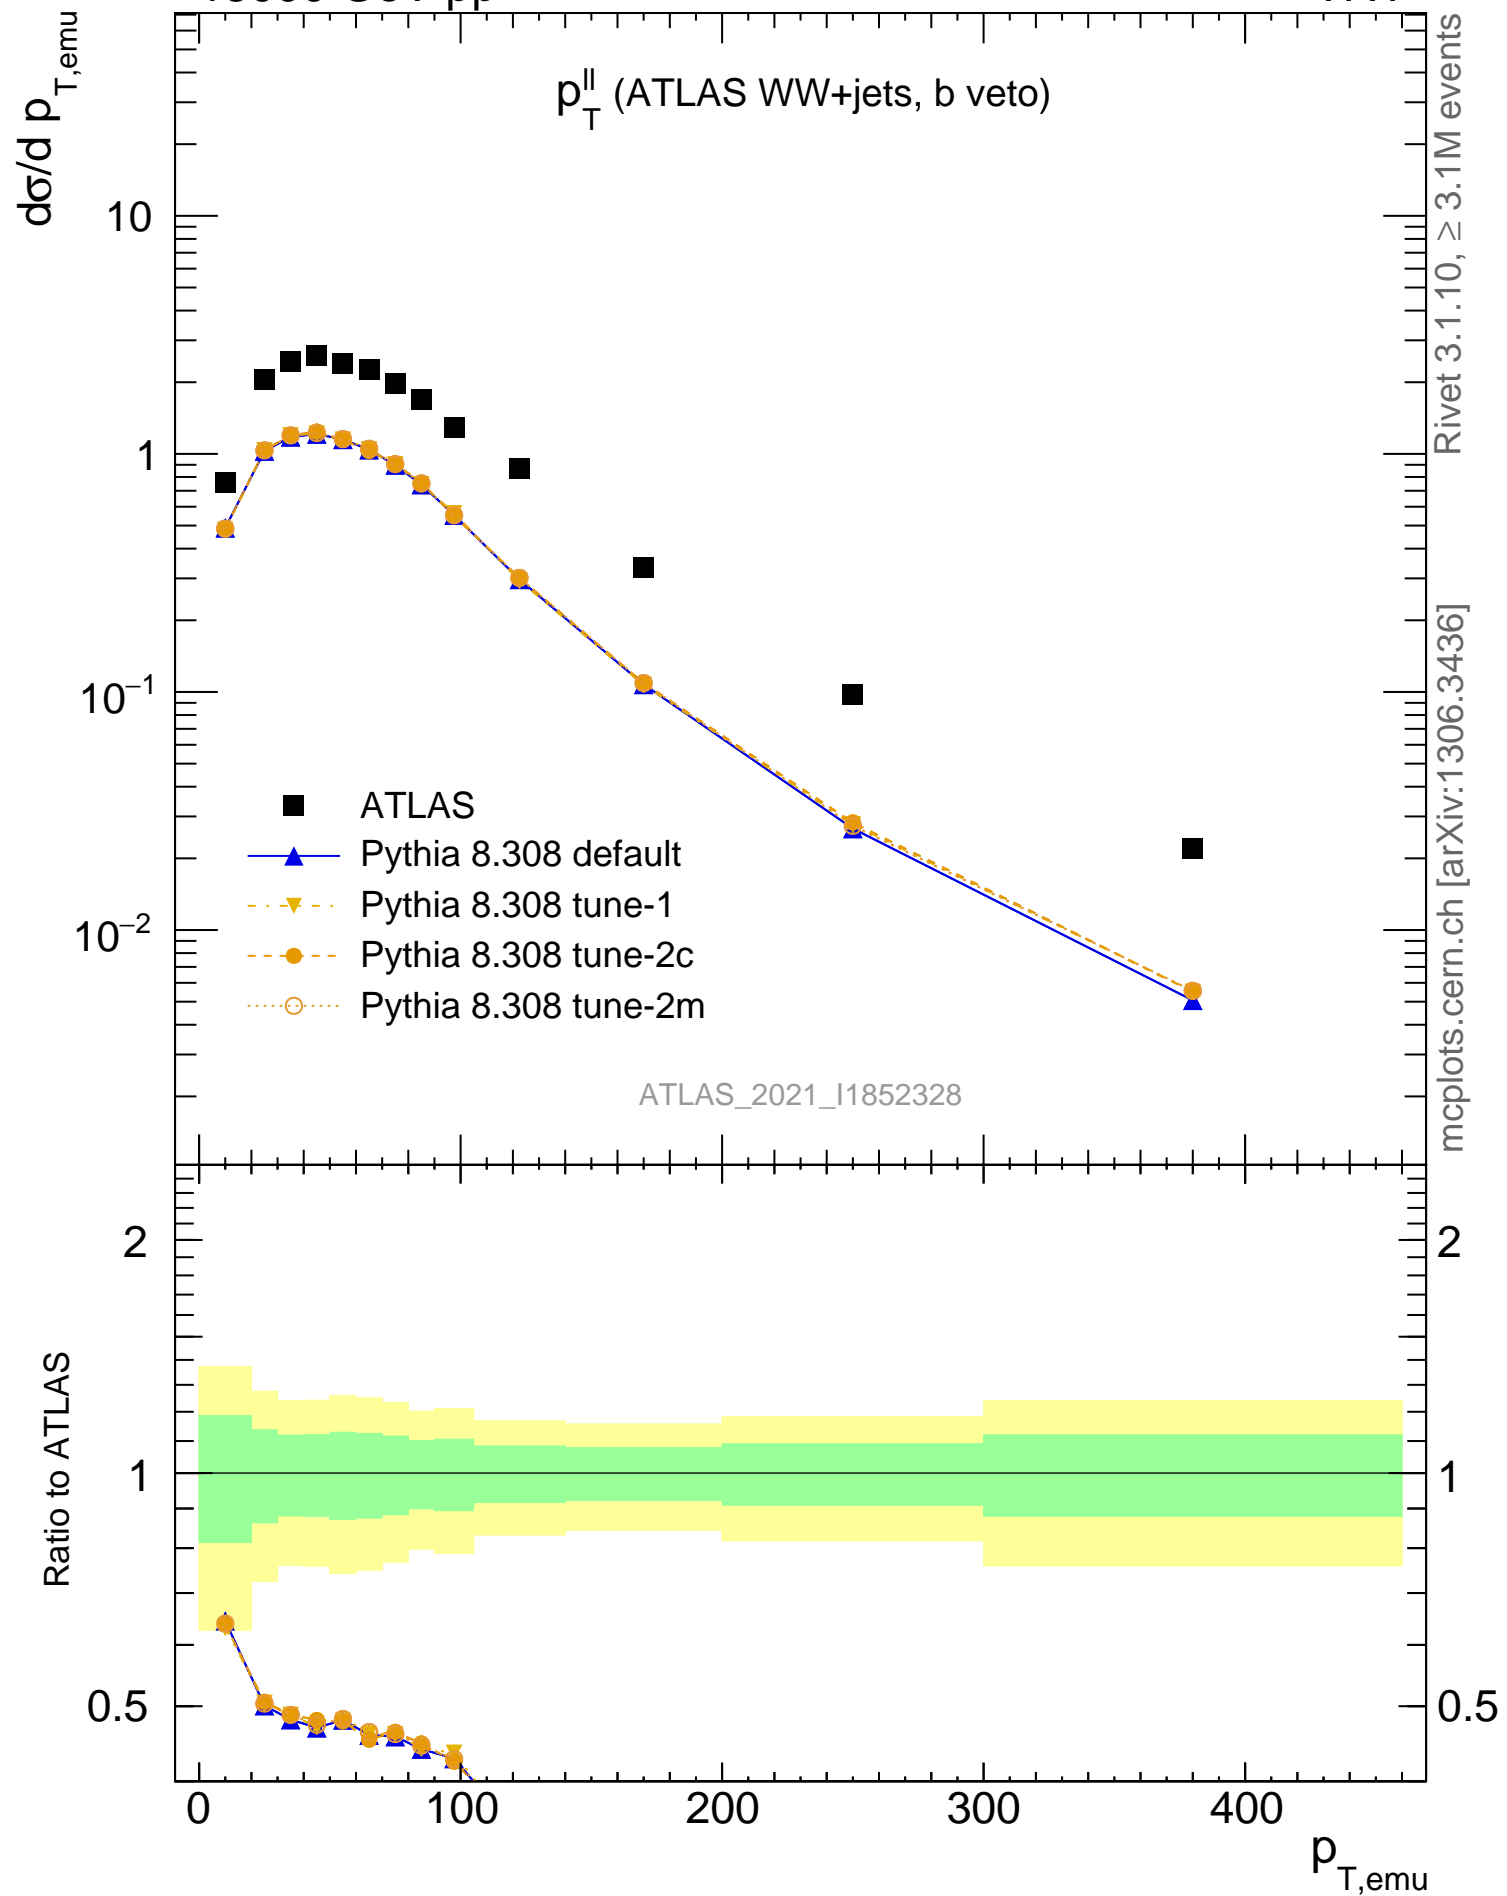 dσ/d p_T,emu
p_T^ll (ATLAS WW+jets, b veto)
10
1
10⁻¹
10⁻²
ATLAS
Pythia 8.308 default
Pythia 8.308 tune-1
Pythia 8.308 tune-2c
Pythia 8.308 tune-2m
ATLAS_2021_I1852328
Rivet 3.1.10, ≥ 3.1M events
mcplots.cern.ch [arXiv:1306.3436]
Ratio to ATLAS
2
1
0.5
2
1
0.5
0 100 200 300 400
p_T,emu